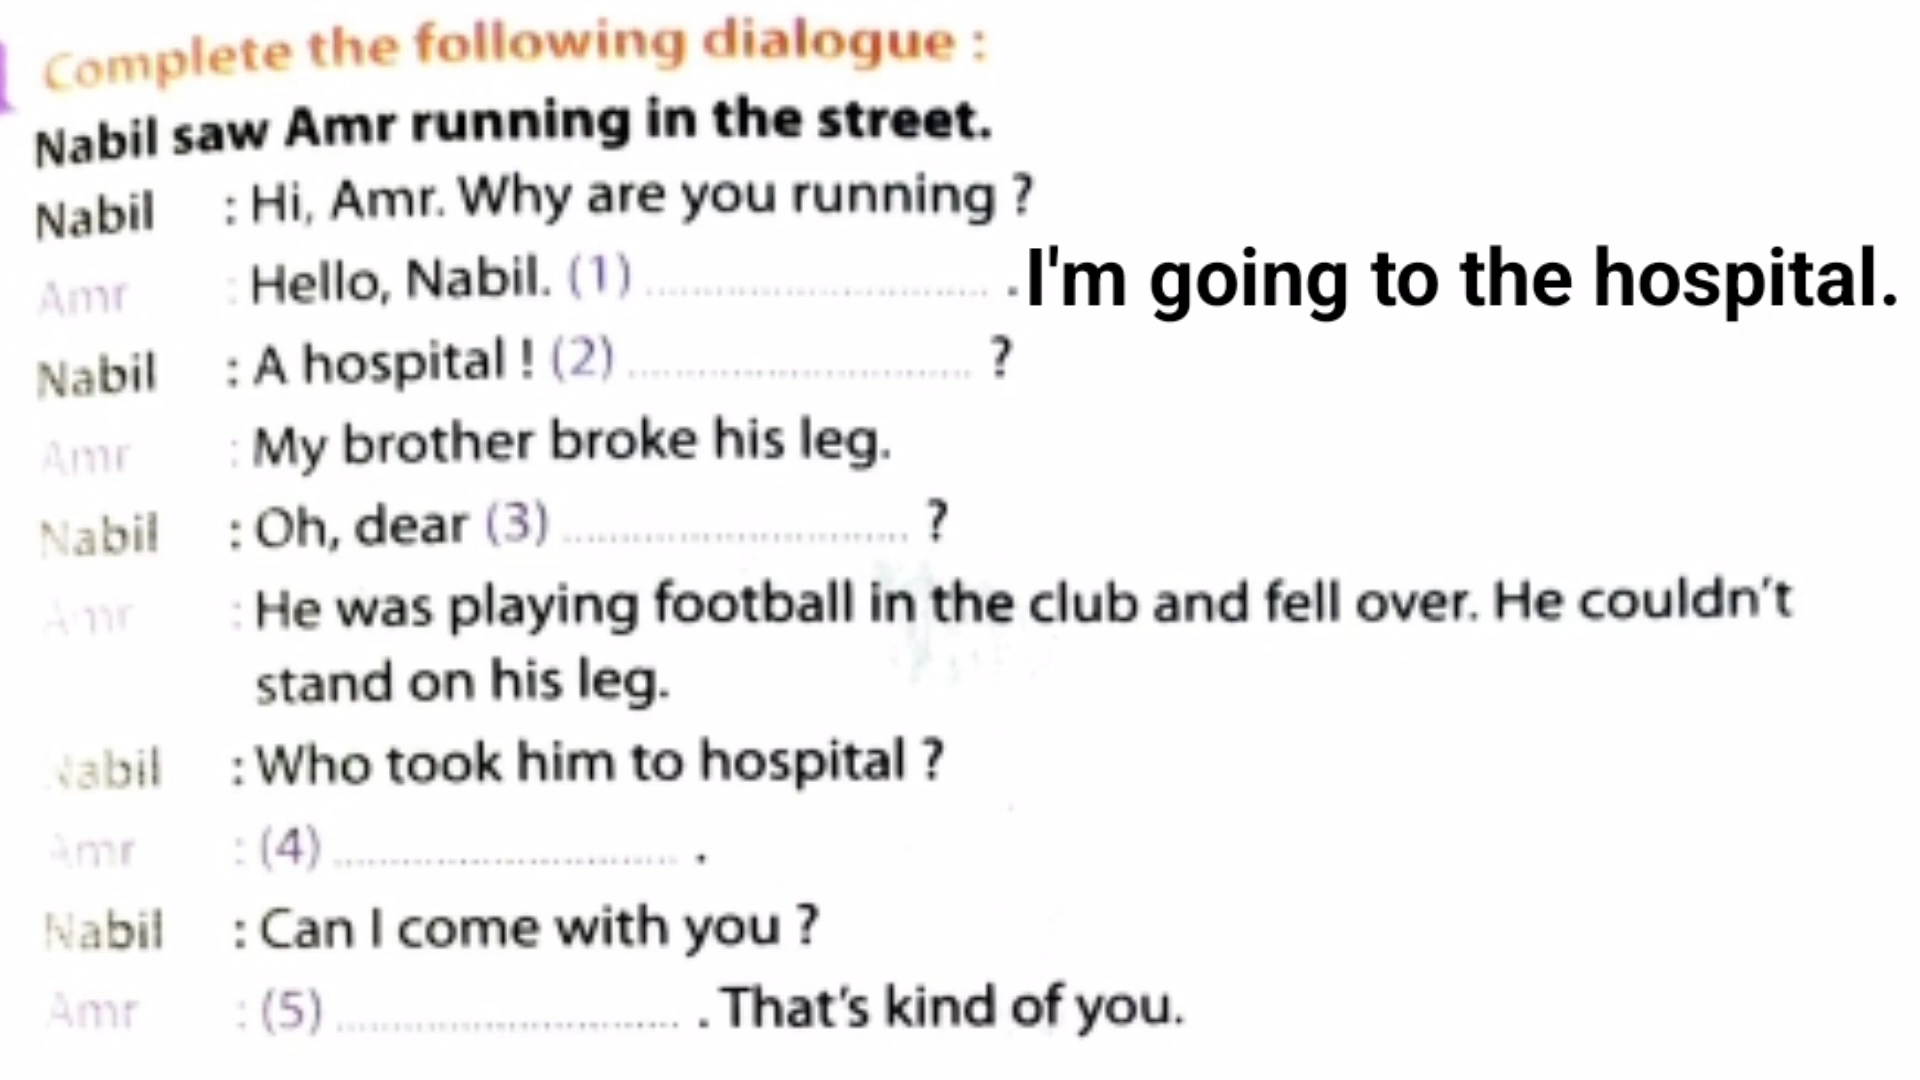 Complete the following dialogue :
Nabil saw Amr running in the street.
Nabil : Hi, Amr. Why are you running ?
Amr : Hello, Nabil. (1) .............................. . I'm going to the hospital.
Nabil : A hospital ! (2) .............................. ?
Amr : My brother broke his leg.
Nabil : Oh, dear (3) .............................. ?
Amr : He was playing football in the club and fell over. He couldn't
stand on his leg.
Nabil : Who took him to hospital ?
Amr : (4) .............................. .
Nabil : Can I come with you ?
Amr : (5) .............................. . That's kind of you.